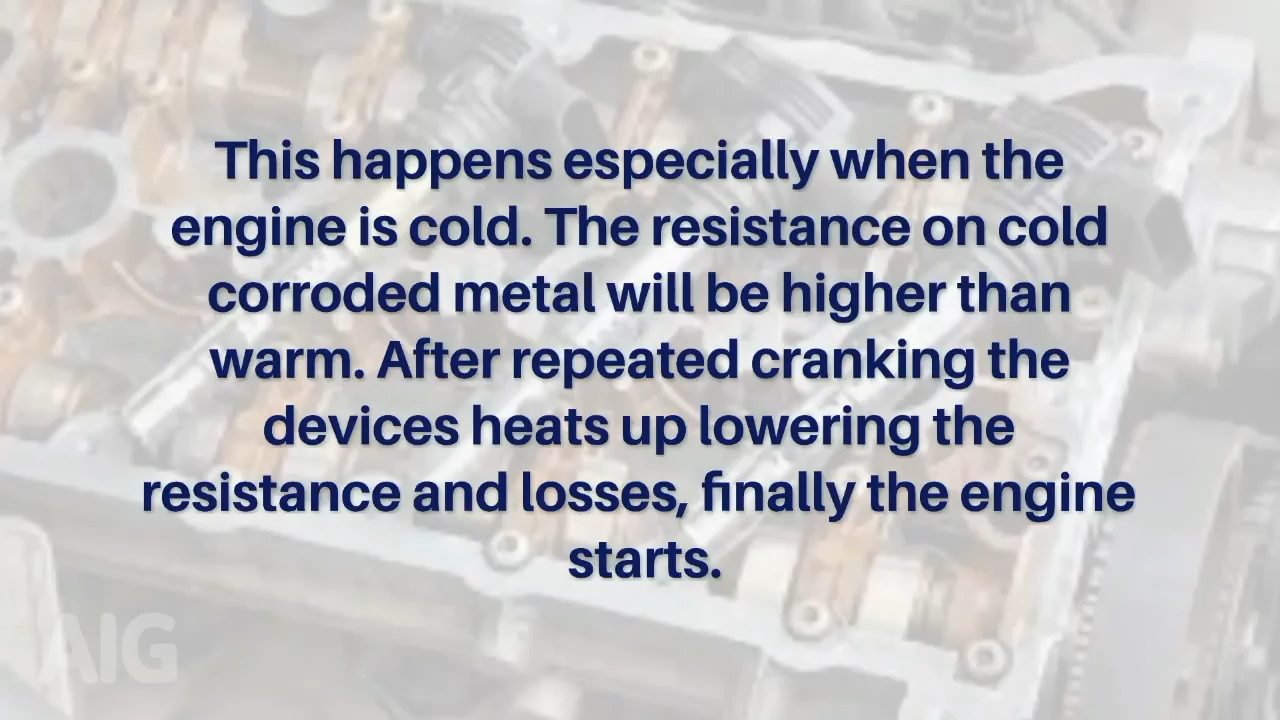 This happens especially when the
engine is cold. The resistance on cold
corroded metal will be higher than
warm. After repeated cranking the
devices heats up lowering the
resistance and losses, finally the engine
starts.
AIG